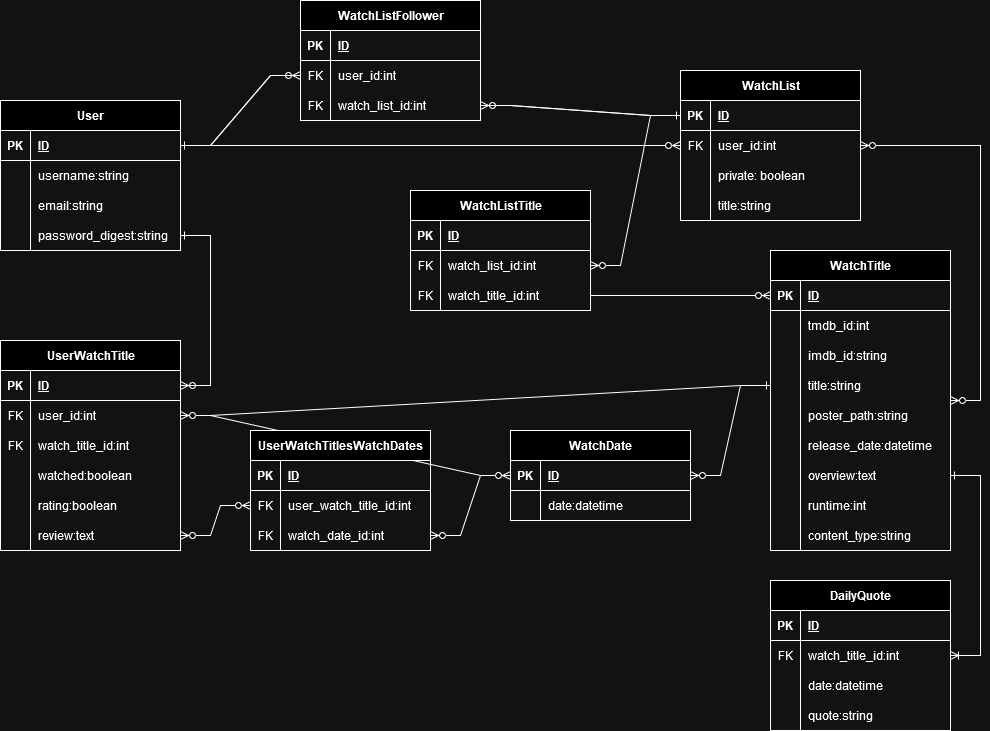 WatchListFollower
PK ID
FK user_id:int
FK watch_list_id:int
WatchList
PK ID
FK user_id:int
private: boolean
title:string
User
PK ID
username:string
email:string
password_digest:string
WatchListTitle
PK ID
FK watch_list_id:int
FK watch_title_id:int
WatchTitle
PK ID
tmdb_id:int
imdb_id:string
title:string
poster_path:string
release_date:datetime
overview:text
runtime:int
content_type:string
UserWatchTitle
PK ID
FK user_id:int
FK watch_title_id:int
watched:boolean
rating:boolean
review:text
UserWatchTitlesWatchDates
PK ID
FK user_watch_title_id:int
FK watch_date_id:int
WatchDate
PK ID
date:datetime
DailyQuote
PK ID
FK watch_title_id:int
date:datetime
quote:string